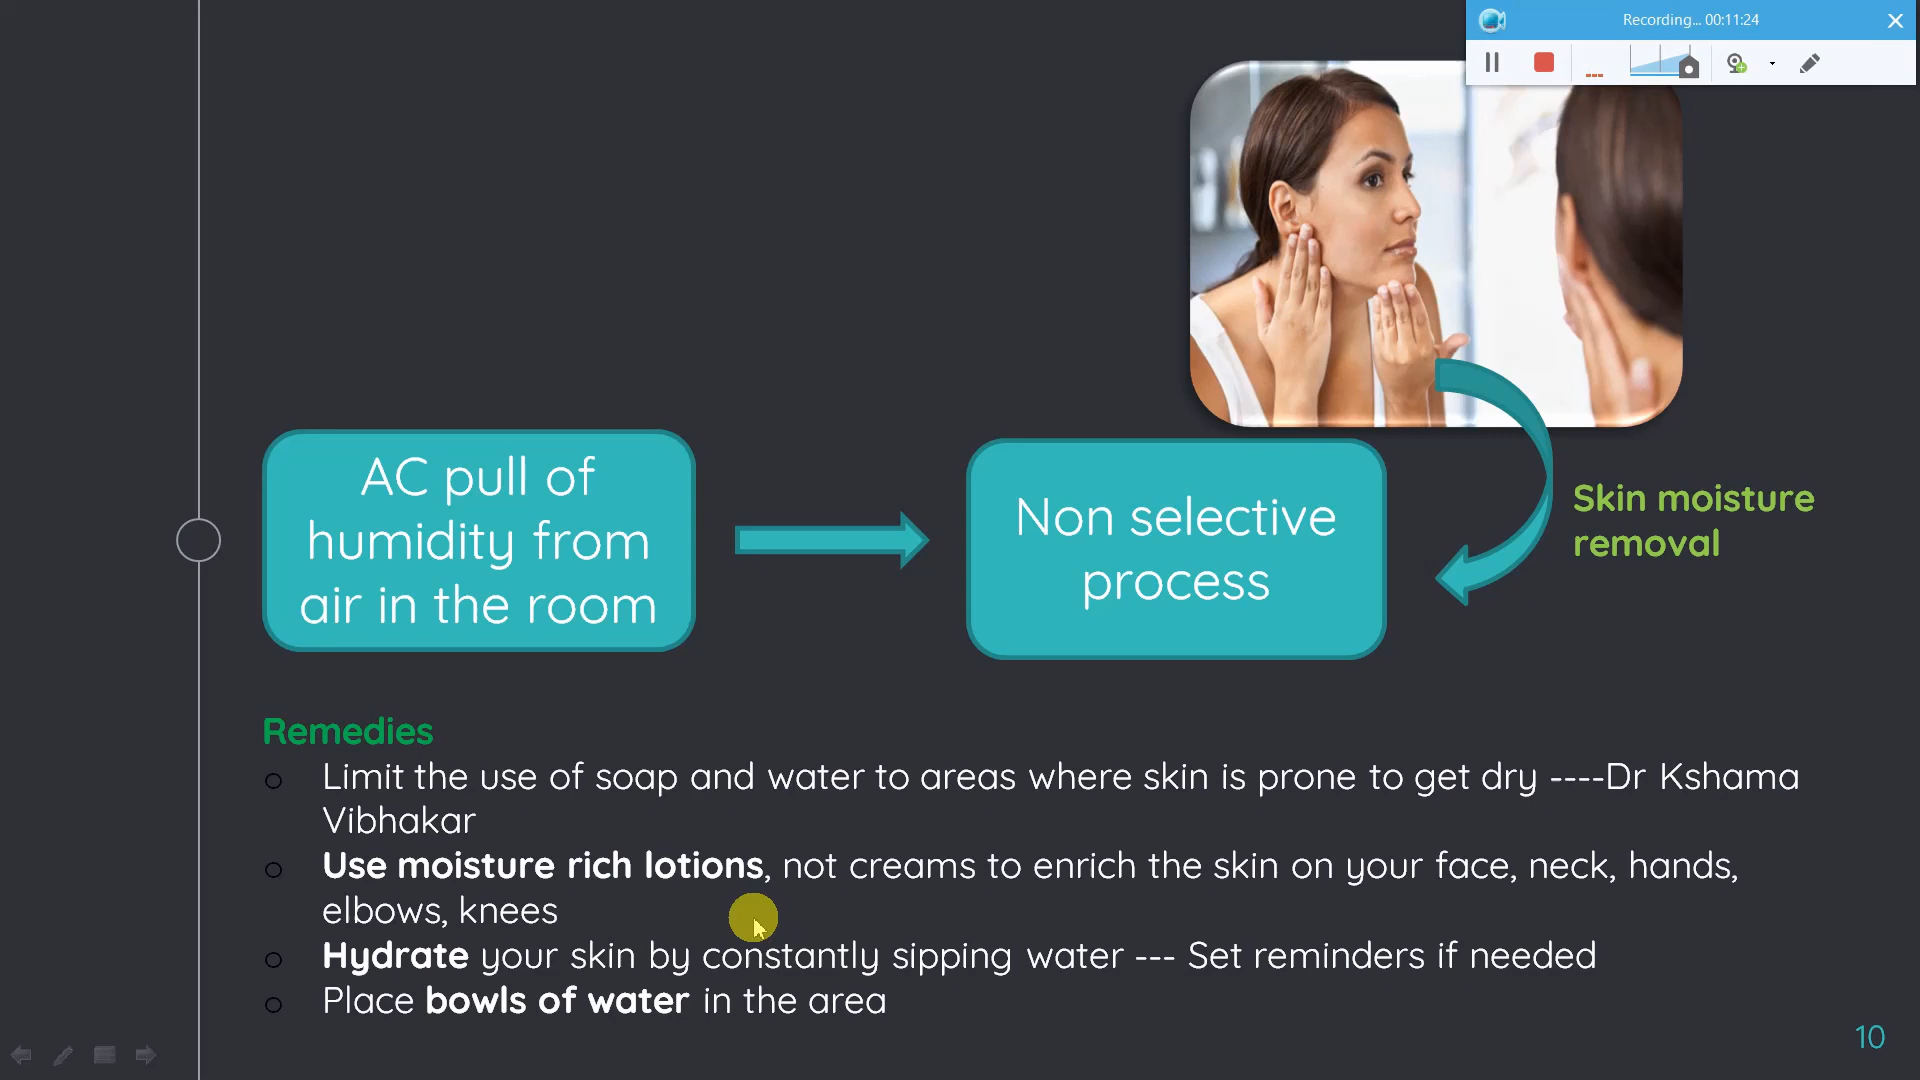 Recording... 00:11:24
AC pull of
humidity from
air in the room
Non selective
process
Skin moisture
removal
Remedies
Limit the use of soap and water to areas where skin is prone to get dry ----Dr Kshama
Vibhakar
Use moisture rich lotions, not creams to enrich the skin on your face, neck, hands,
elbows, knees
Hydrate your skin by constantly sipping water --- Set reminders if needed
Place bowls of water in the area
10